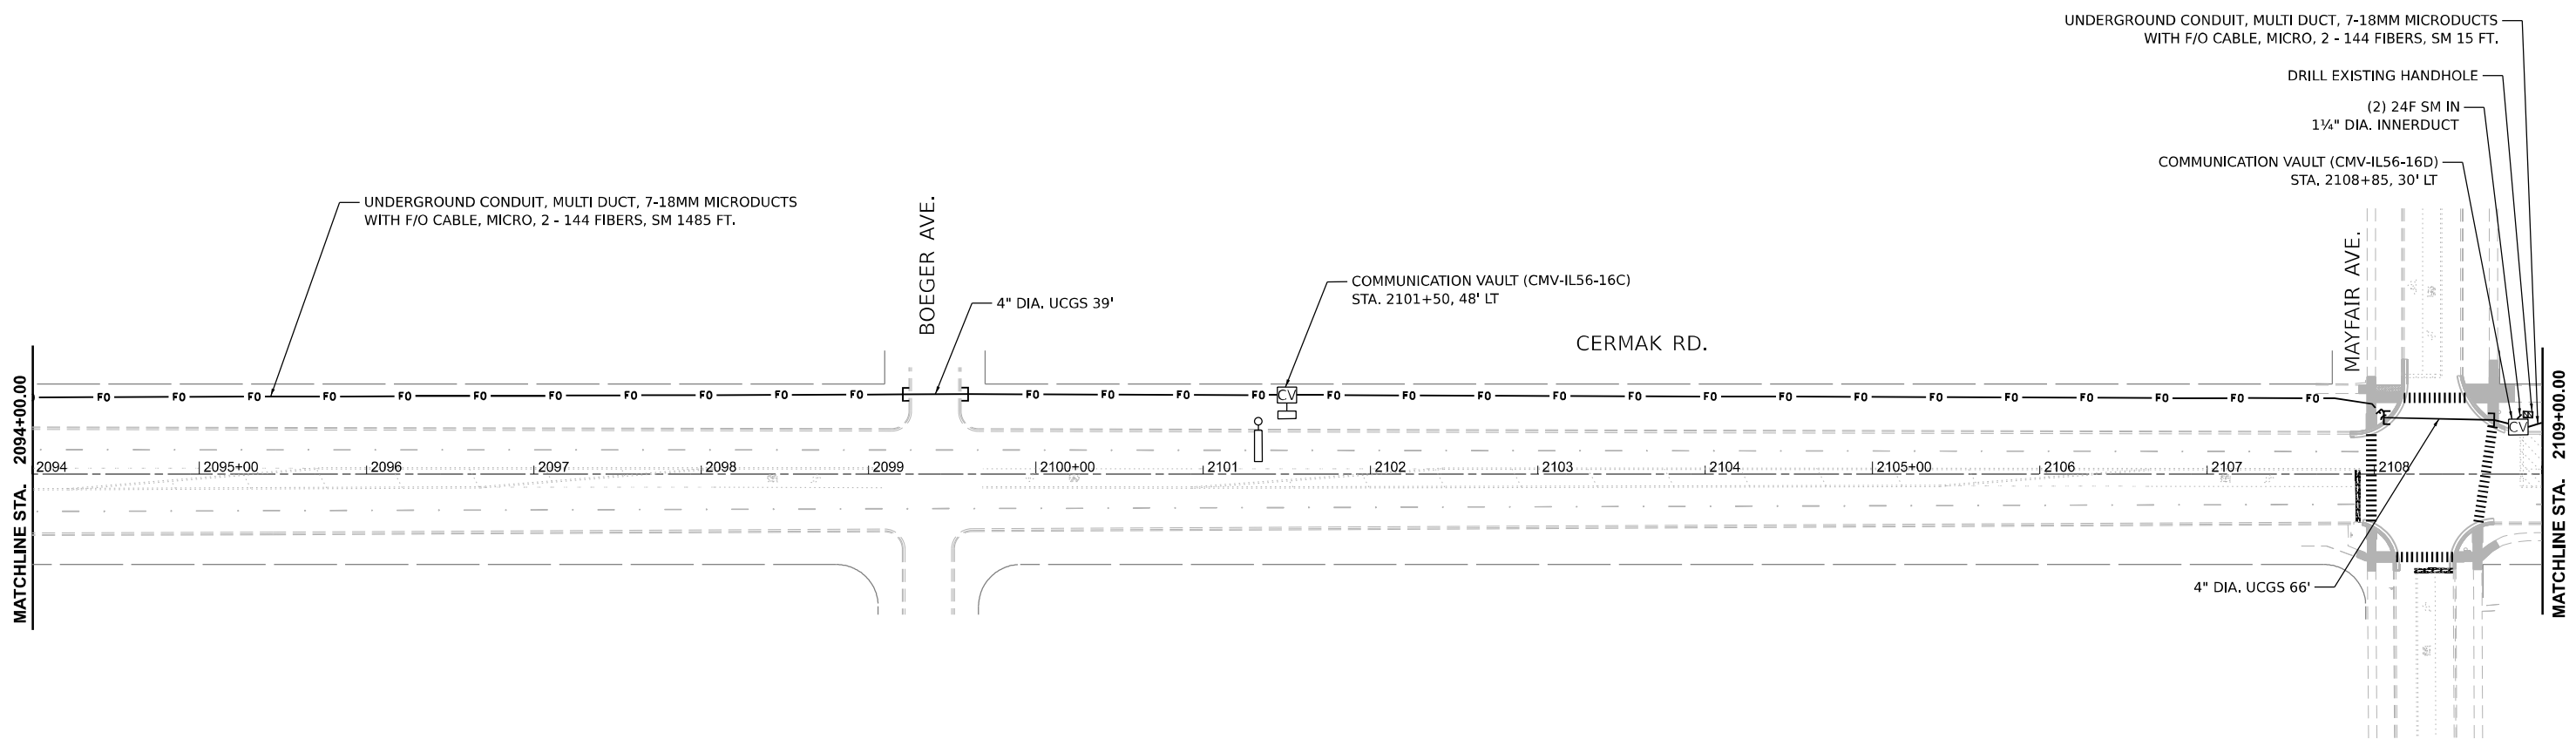 UNDERGROUND CONDUIT, MULTI DUCT, 7-18MM MICRODUCTS
WITH F/O CABLE, MICRO, 2 - 144 FIBERS, SM 15 FT.
DRILL EXISTING HANDHOLE
(2) 24F SM IN
1¼" DIA. INNERDUCT
COMMUNICATION VAULT (CMV-IL56-16D)
STA. 2108+85, 30' LT
UNDERGROUND CONDUIT, MULTI DUCT, 7-18MM MICRODUCTS
WITH F/O CABLE, MICRO, 2 - 144 FIBERS, SM 1485 FT.
BOEGER AVE.
4" DIA. UCGS 39'
COMMUNICATION VAULT (CMV-IL56-16C)
STA. 2101+50, 48' LT
CERMAK RD.
MAYFAIR AVE.
MATCHLINE STA. 2094+00.00
FO FO FO FO FO FO FO FO FO FO FO FO FO FO CV FO FO FO FO FO FO FO FO FO FO FO FO FO FO
CV
2094 2095+00 2096 2097 2098 2099 2100+00 2101 2102 2103 2104 2105+00 2106 2107 2108
MATCHLINE STA. 2109+00.00
4" DIA. UCGS 66'